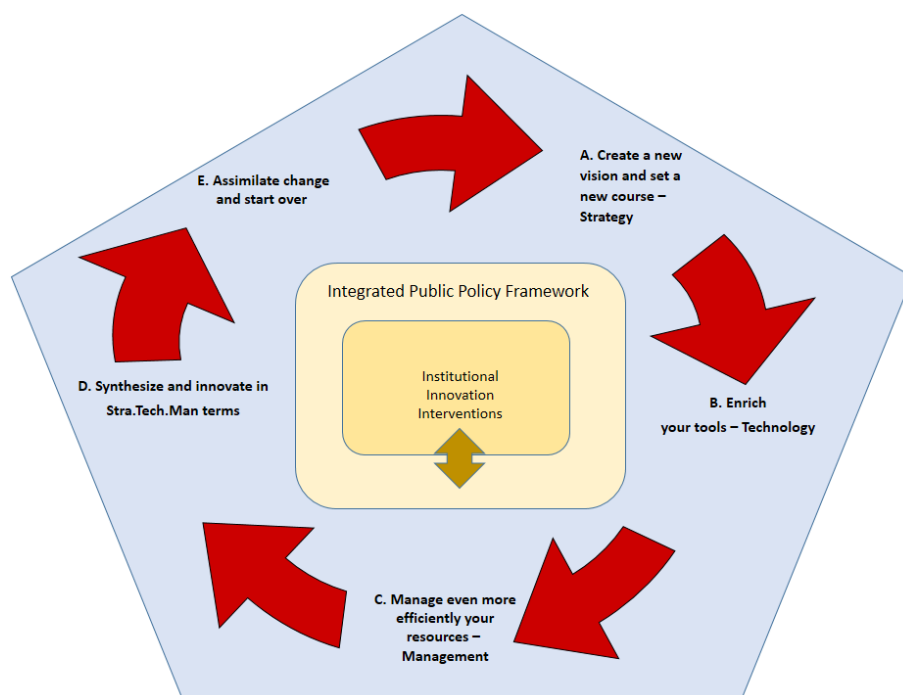 A. Create a new
vision and set a
new course –
Strategy
B. Enrich
your tools – Technology
C. Manage even more
efficiently your
resources –
Management
D. Synthesize and innovate in
Stra.Tech.Man terms
E. Assimilate change
and start over
Integrated Public Policy Framework
Institutional
Innovation
Interventions